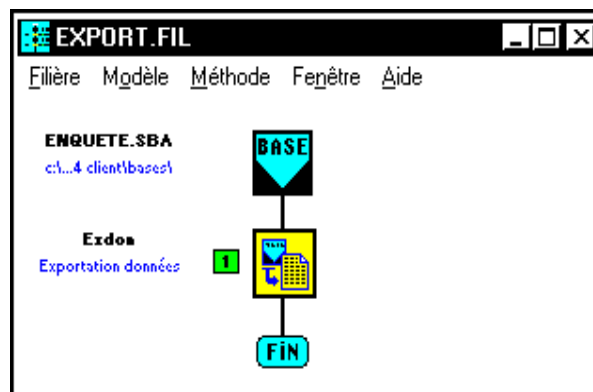 EXPORT.FIL
Filière Modèle Méthode Fenêtre Aide
ENQUETE.SBA
BASE
c:\...4 client\bases\
Exdon
Exportation données
1
FiN